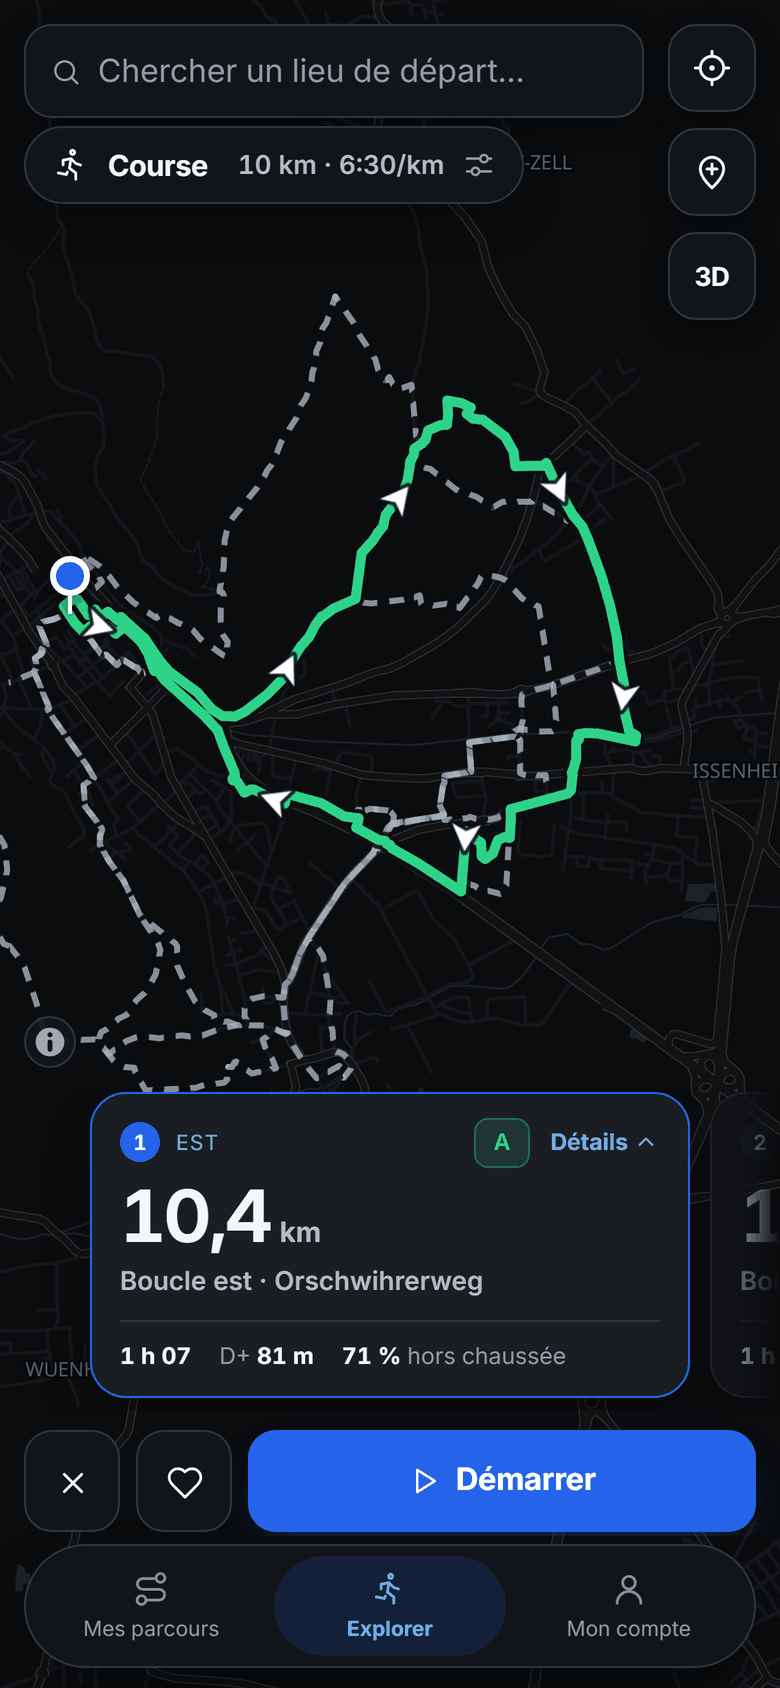 Chercher un lieu de départ...
Course 10 km · 6:30/km
-ZELL
3D
ISSENHEI
1 EST A Détails
10,4 km
Boucle est · Orschwihrerweg
1 h 07 D+ 81 m 71 % hors chaussée
2
1
Bo
1 h
WUENH
Démarrer
Mes parcours
Explorer
Mon compte